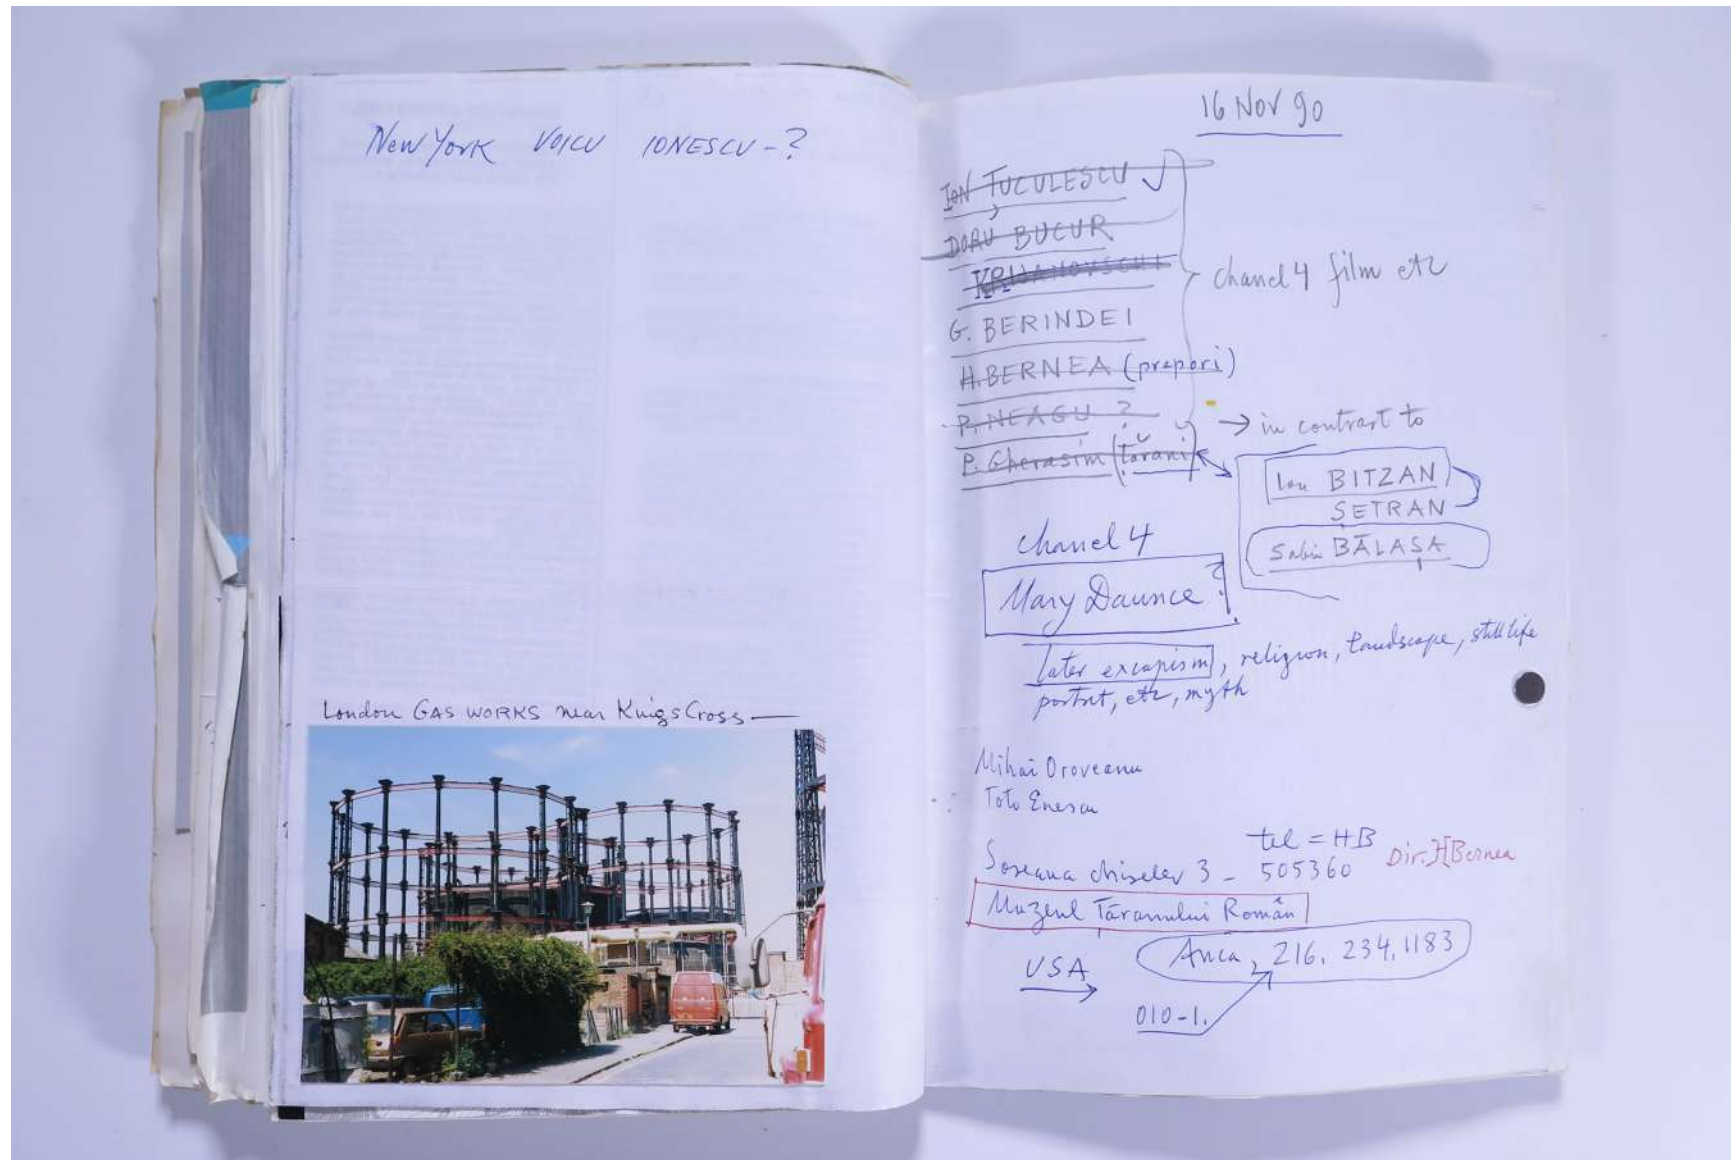 New York VOICU IONESCU - ?
London GAS WORKS near Kings Cross —
16 Nov 90
ION TUCULESCU ✓
DORU BUCUR
KRIJANOVSCHI
chanel 4 film etc
G. BERINDEI
H. BERNEA (prapori)
P. NEAGU ?
→ in contrast to
P. Gherasim (țărani)
Ion BITZAN
SETRAN
Sabin BĂLAȘA
chanel 4
Mary Daunce ?
later excapism, religion, landscape, still life
portret, etc, myth
Mihai Oroveanu
Toto Enescu
tel = HB
Soseaua chiselev 3 - 505360 Dir. H Bernea
Muzeul Țăranului Român
USA
Anca, 216. 234, 1183
010-1.